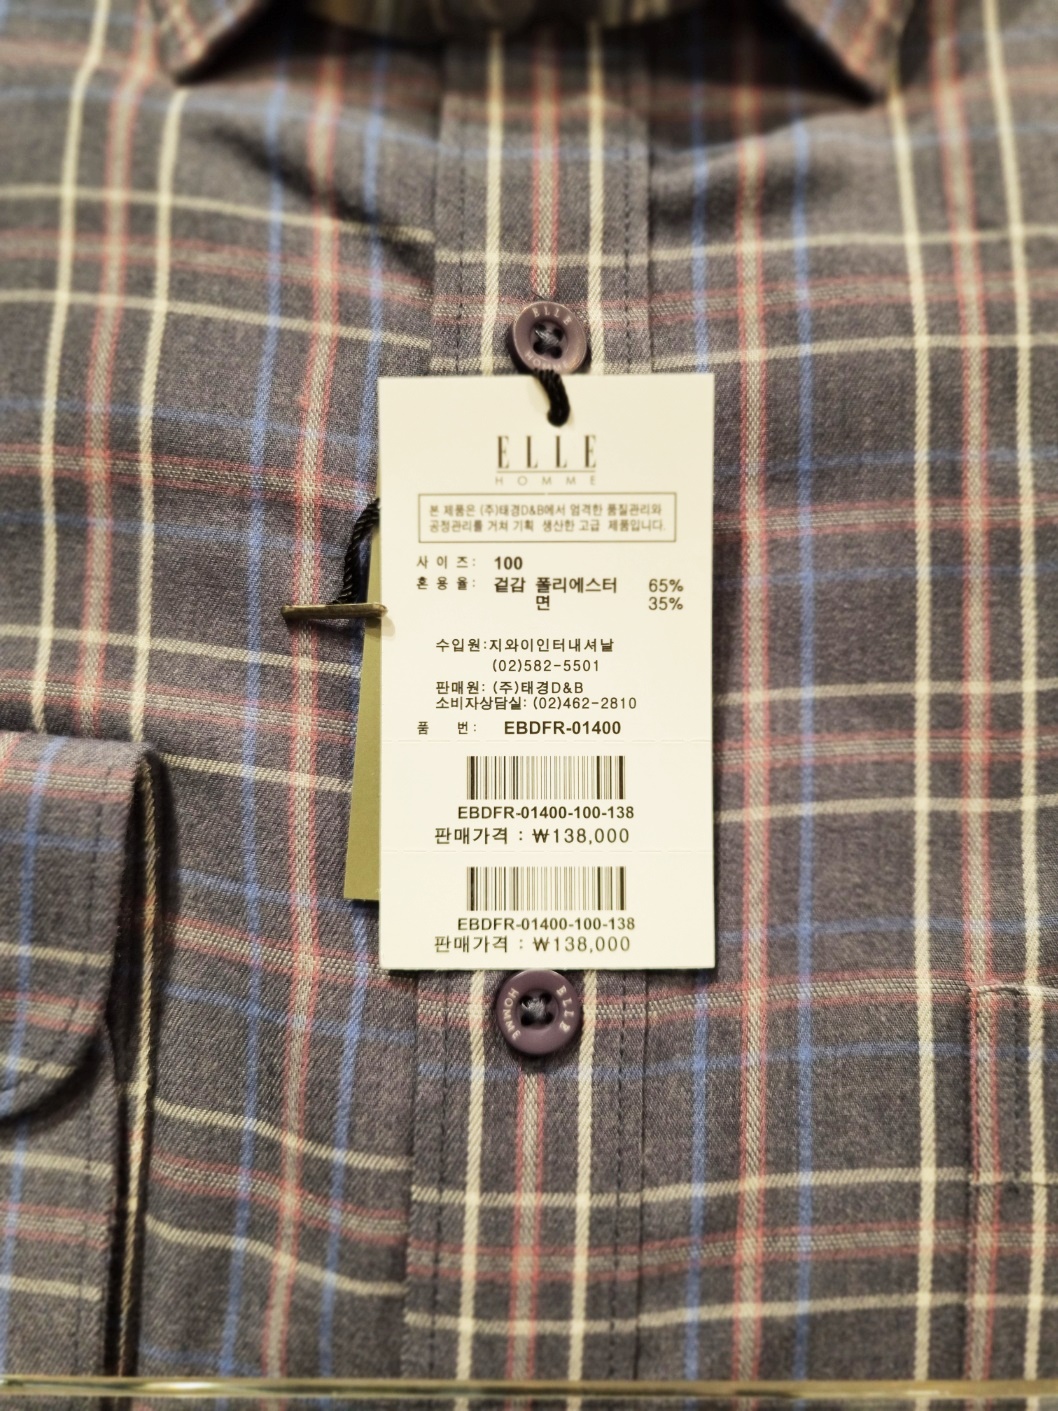 ELLE
ELLE
HOMME
본 제품은 (주)태경D&B에서 엄격한 품질관리와
공정관리를 거쳐 기획 생산한 고급 제품입니다.
사 이 즈 : 100
혼 용 율 : 겉감 폴리에스터 65%
면 35%
수입원:지와이인터내셔날
(02)582-5501
판매원: (주)태경D&B
소비자상담실: (02)462-2810
품 번: EBDFR-01400
EBDFR-01400-100-138
판매가격 : ₩138,000
EBDFR-01400-100-138
판매가격 : ₩138,000
ELLE
HOMME